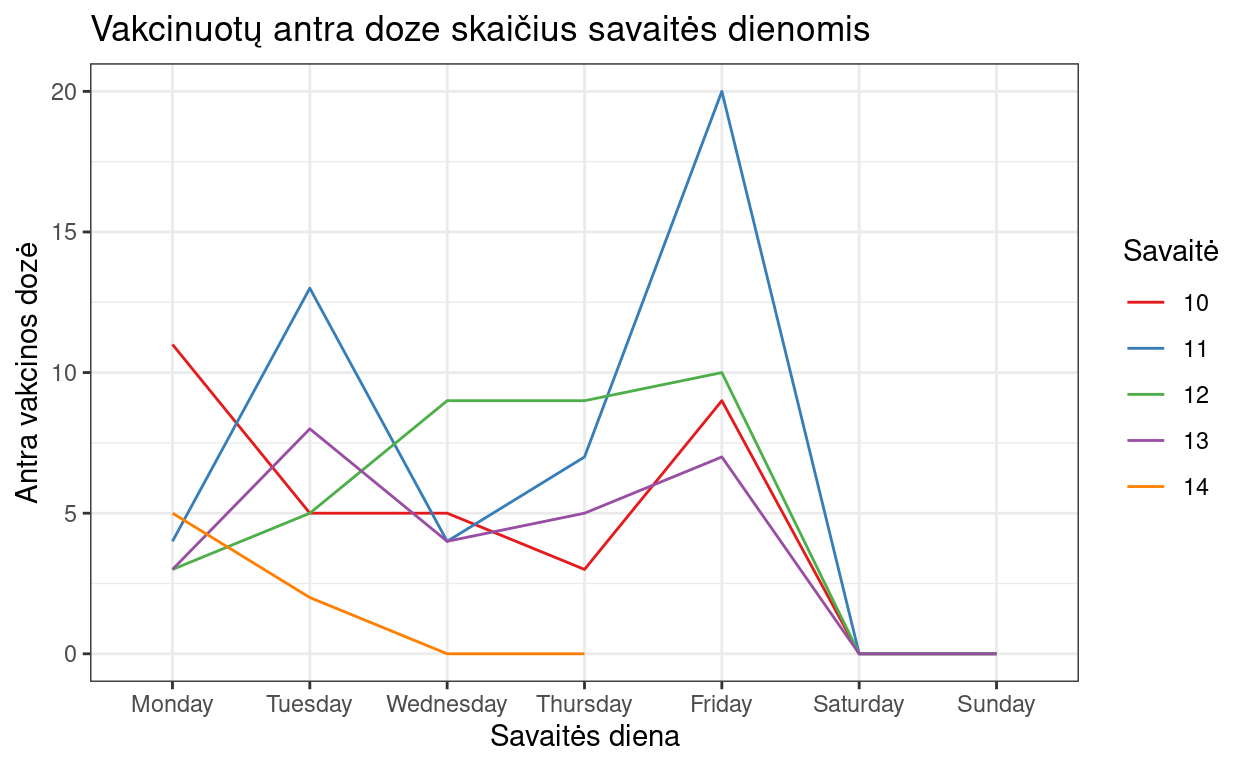 Vakcinuotų antra doze skaičius savaitės dienomis
Antra vakcinos dozė
20
15
10
5
0
Monday Tuesday Wednesday Thursday Friday Saturday Sunday
Savaitės diena
Savaitė
10
11
12
13
14